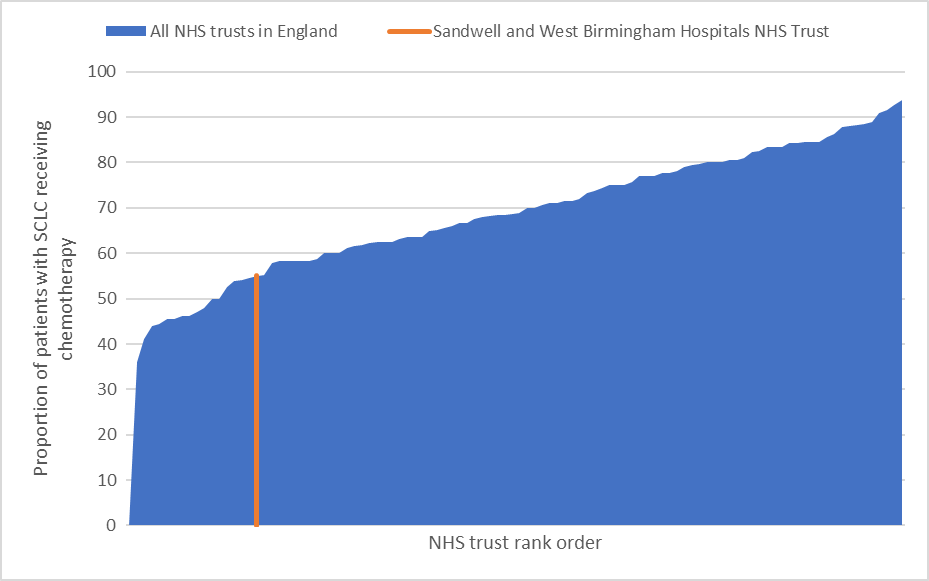 All NHS trusts in England
Sandwell and West Birmingham Hospitals NHS Trust
100
90
80
70
60
50
40
30
20
10
0
Proportion of patients with SCLC receiving
chemotherapy
NHS trust rank order